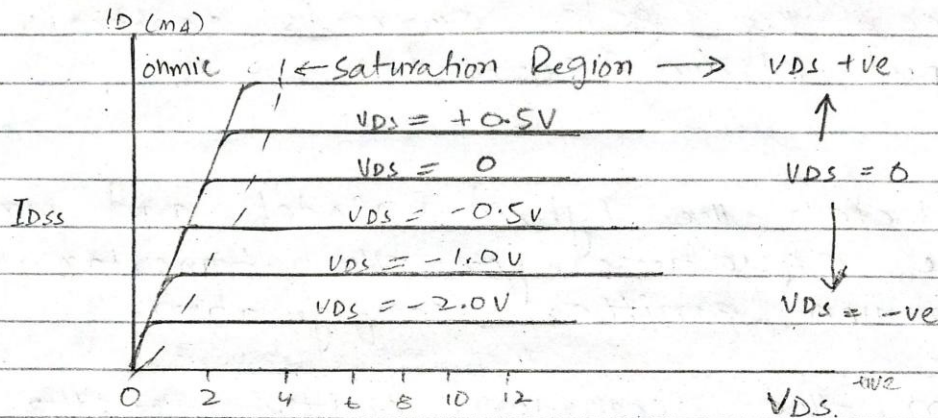 ID (mA)
ohmic ← Saturation Region → VDS +ve
VDS = +0.5V
VDS = 0 VDS = 0
IDSS VDS = -0.5V
VDS = -1.0V
VDS = -2.0V VDS = -ve
0 2 4 6 8 10 12 VDS